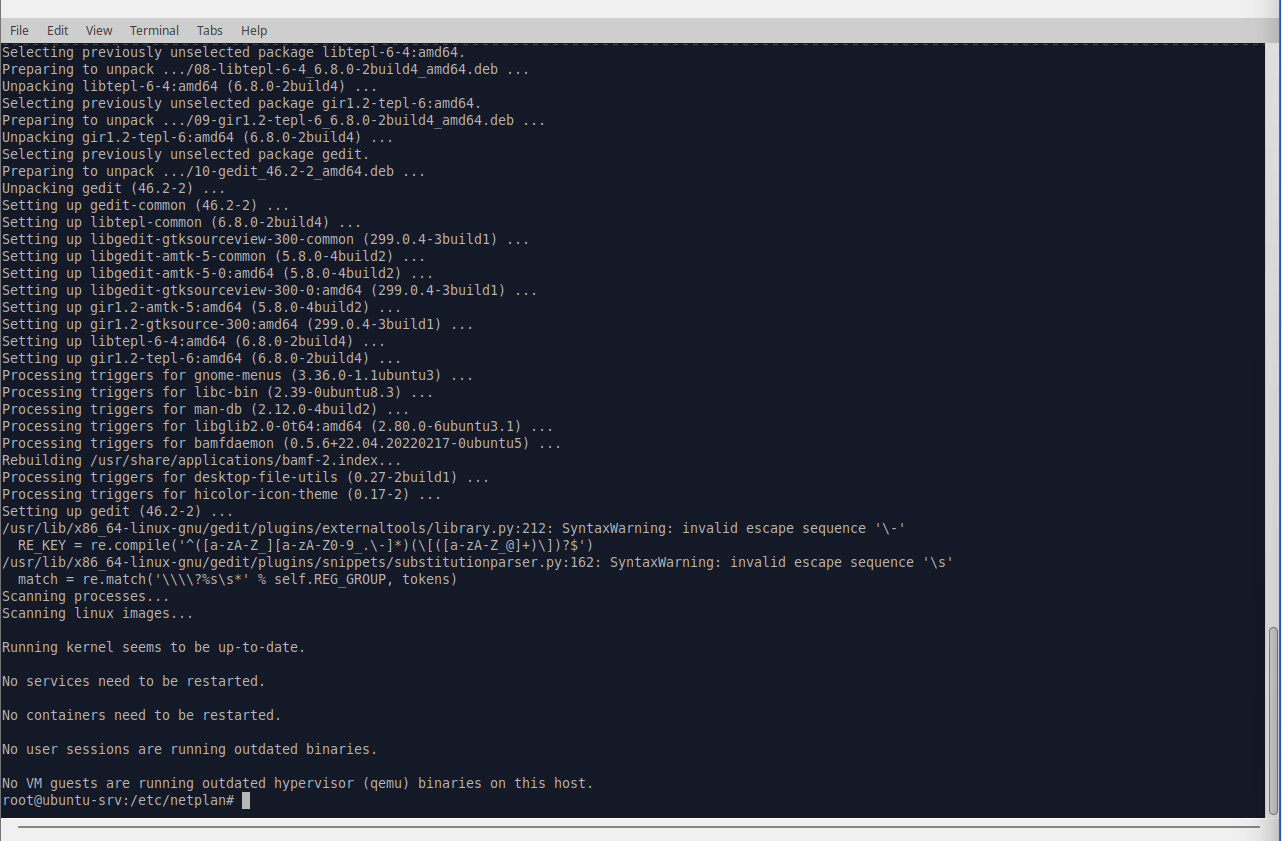 File Edit View Terminal Tabs Help
Selecting previously unselected package libtepl-6-4:amd64.
Preparing to unpack .../08-libtepl-6-4_6.8.0-2build4_amd64.deb ...
Unpacking libtepl-6-4:amd64 (6.8.0-2build4) ...
Selecting previously unselected package gir1.2-tepl-6:amd64.
Preparing to unpack .../09-gir1.2-tepl-6_6.8.0-2build4_amd64.deb ...
Unpacking gir1.2-tepl-6:amd64 (6.8.0-2build4) ...
Selecting previously unselected package gedit.
Preparing to unpack .../10-gedit_46.2-2_amd64.deb ...
Unpacking gedit (46.2-2) ...
Setting up gedit-common (46.2-2) ...
Setting up libtepl-common (6.8.0-2build4) ...
Setting up libgedit-gtksourceview-300-common (299.0.4-3build1) ...
Setting up libgedit-amtk-5-common (5.8.0-4build2) ...
Setting up libgedit-amtk-5-0:amd64 (5.8.0-4build2) ...
Setting up libgedit-gtksourceview-300-0:amd64 (299.0.4-3build1) ...
Setting up gir1.2-amtk-5:amd64 (5.8.0-4build2) ...
Setting up gir1.2-gtksource-300:amd64 (299.0.4-3build1) ...
Setting up libtepl-6-4:amd64 (6.8.0-2build4) ...
Setting up gir1.2-tepl-6:amd64 (6.8.0-2build4) ...
Processing triggers for gnome-menus (3.36.0-1.1ubuntu3) ...
Processing triggers for libc-bin (2.39-0ubuntu8.3) ...
Processing triggers for man-db (2.12.0-4build2) ...
Processing triggers for libglib2.0-0t64:amd64 (2.80.0-6ubuntu3.1) ...
Processing triggers for bamfdaemon (0.5.6+22.04.20220217-0ubuntu5) ...
Rebuilding /usr/share/applications/bamf-2.index...
Processing triggers for desktop-file-utils (0.27-2build1) ...
Processing triggers for hicolor-icon-theme (0.17-2) ...
Setting up gedit (46.2-2) ...
/usr/lib/x86_64-linux-gnu/gedit/plugins/externaltools/library.py:212: SyntaxWarning: invalid escape sequence '\-'
  RE_KEY = re.compile('^([a-zA-Z_][a-zA-Z0-9_.\-]*)(\[([a-zA-Z_@]+)\])?$')
/usr/lib/x86_64-linux-gnu/gedit/plugins/snippets/substitutionparser.py:162: SyntaxWarning: invalid escape sequence '\s'
  match = re.match('\\\\?%s\s*' % self.REG_GROUP, tokens)
Scanning processes...
Scanning linux images...
Running kernel seems to be up-to-date.
No services need to be restarted.
No containers need to be restarted.
No user sessions are running outdated binaries.
No VM guests are running outdated hypervisor (qemu) binaries on this host.
root@ubuntu-srv:/etc/netplan#